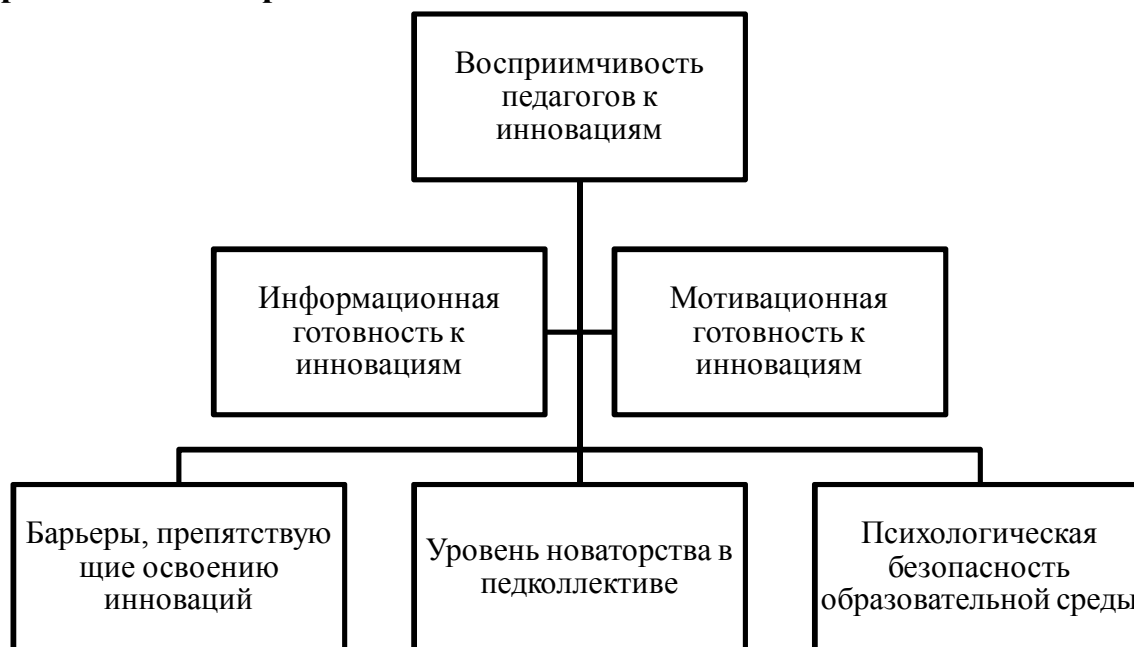 Восприимчивость
педагогов к
инновациям
Информационная
готовность к
инновациям
Мотивационная
готовность к
инновациям
Барьеры, препятствую
щие освоению
инноваций
Уровень новаторства в
педколлективе
Психологическая
безопасность
образовательной среды